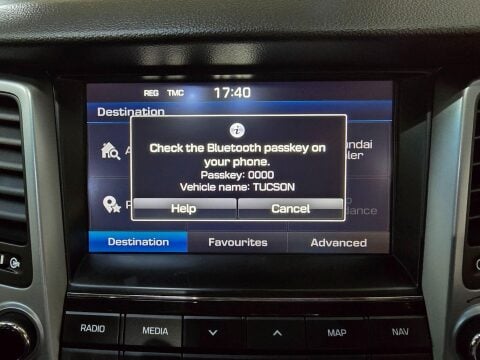 REG TMC 17:40
Destination
Check the Bluetooth passkey on
your phone.
Passkey: 0000
Vehicle name: TUCSON
Help Cancel
Destination Favourites Advanced
RADIO MEDIA MAP NAV